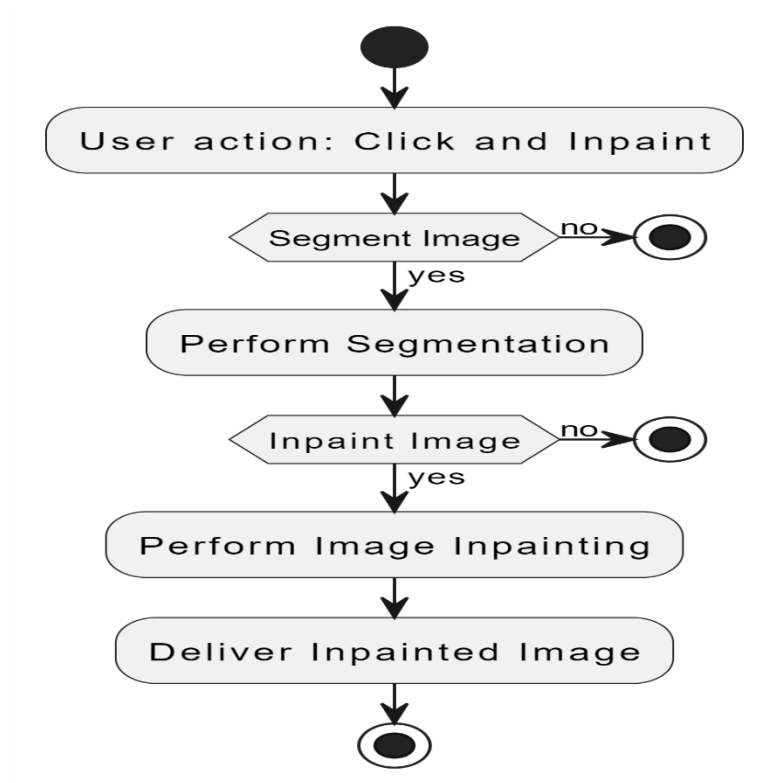 User action: Click and Inpaint
Segment Image
no
yes
Perform Segmentation
Inpaint Image
no
yes
Perform Image Inpainting
Deliver Inpainted Image